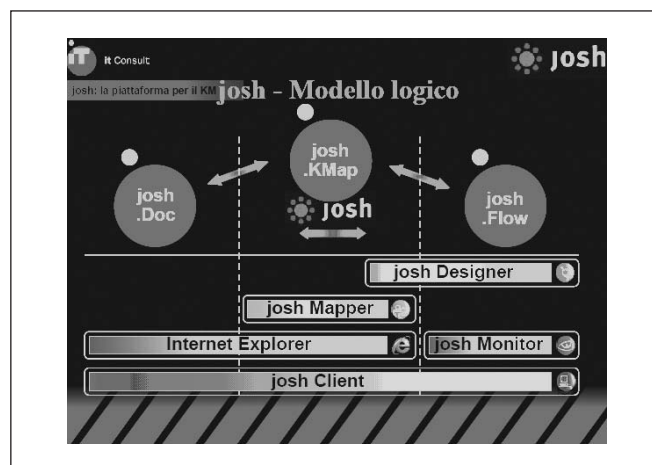 iT
It Consult
josh
josh: la piattaforma per il KM
josh - Modello logico
josh
.KMap
josh
.Doc
josh
.Flow
josh
josh Designer
josh Mapper
Internet Explorer
josh Monitor
josh Client